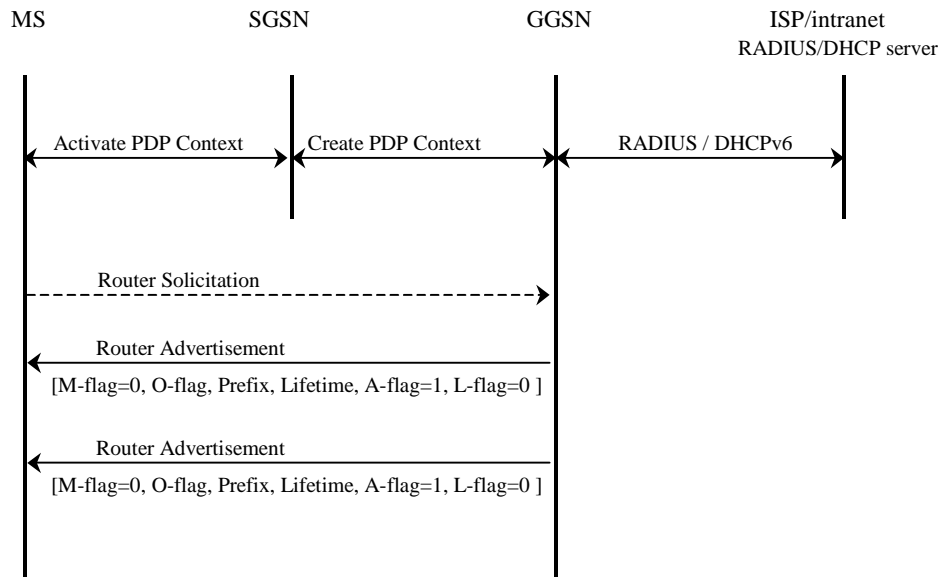 MS
SGSN
GGSN
ISP/intranet
RADIUS/DHCP server
Activate PDP Context
Create PDP Context
RADIUS / DHCPv6
Router Solicitation
Router Advertisement
[M-flag=0, O-flag, Prefix, Lifetime, A-flag=1, L-flag=0 ]
Router Advertisement
[M-flag=0, O-flag, Prefix, Lifetime, A-flag=1, L-flag=0 ]